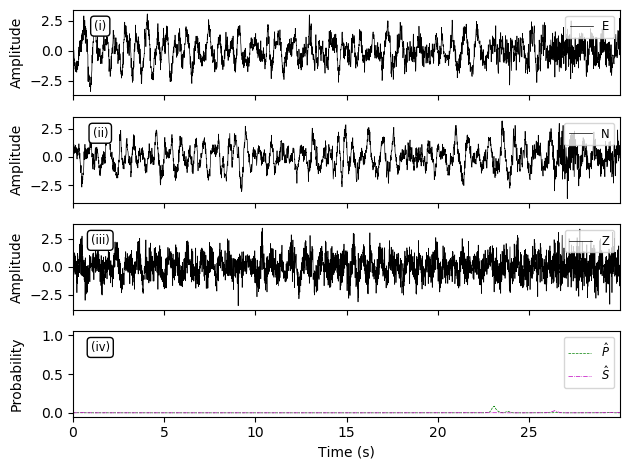 (i)
E
Amplitude
2.5
0.0
−2.5
(ii)
N
Amplitude
2.5
0.0
−2.5
(iii)
Z
Amplitude
2.5
0.0
−2.5
(iv)
P̂
Ŝ
Probability
1.0
0.5
0.0
0 5 10 15 20 25
Time (s)